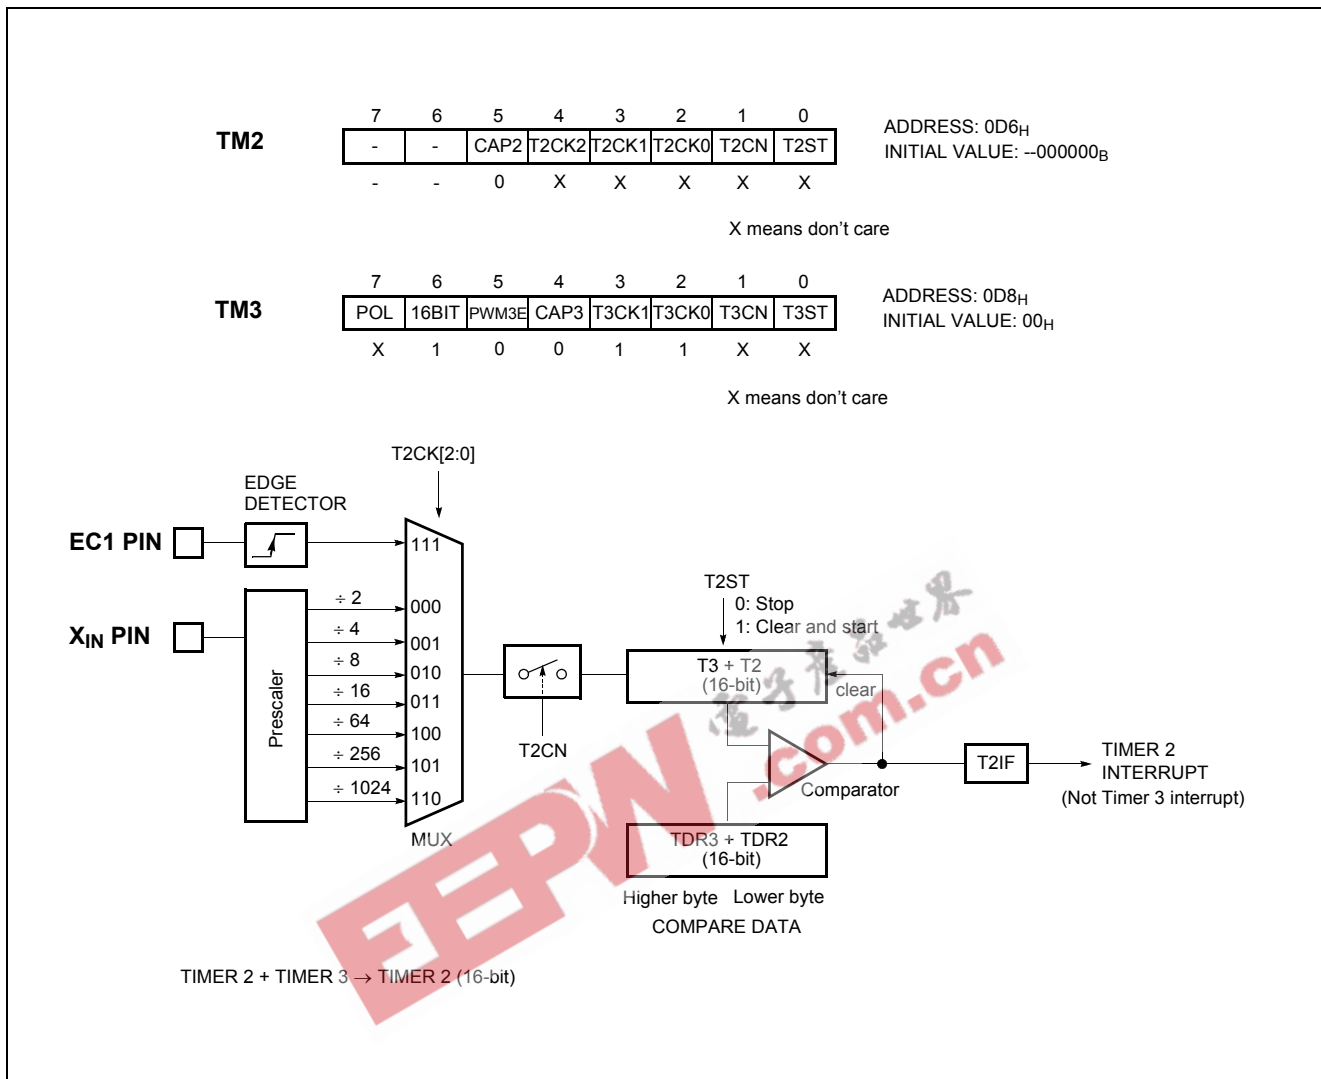 7 6 5 4 3 2 1 0
TM2
- - CAP2 T2CK2 T2CK1 T2CK0 T2CN T2ST
- - 0 X X X X X
ADDRESS: 0D6H
INITIAL VALUE: --000000B
X means don't care
7 6 5 4 3 2 1 0
TM3
POL 16BIT PWM3E CAP3 T3CK1 T3CK0 T3CN T3ST
X 1 0 0 1 1 X X
ADDRESS: 0D8H
INITIAL VALUE: 00H
X means don't care
T2CK[2:0]
EDGE
DETECTOR
EC1 PIN
111
XIN PIN
Prescaler
÷ 2
000
÷ 4
001
÷ 8
010
÷ 16
011
÷ 64
100
÷ 256
101
÷ 1024
110
MUX
T2CN
T2ST
0: Stop
1: Clear and start
T3 + T2
(16-bit)
clear
Comparator
T2IF
TIMER 2
INTERRUPT
(Not Timer 3 interrupt)
TDR3 + TDR2
(16-bit)
Higher byte Lower byte
COMPARE DATA
TIMER 2 + TIMER 3 → TIMER 2 (16-bit)
EEPW.com.cn
電子產品世界